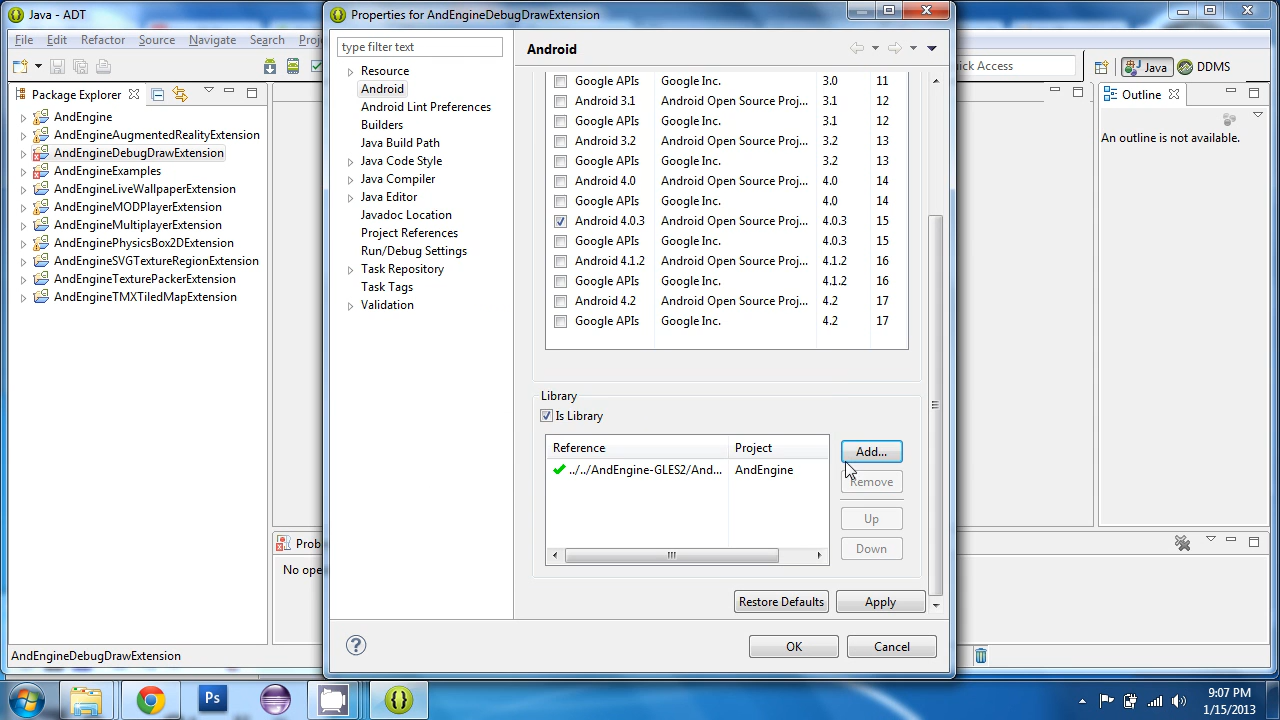 Java - ADT
File Edit Refactor Source Navigate Search Proj
Quick Access
Java
DDMS
Package Explorer
AndEngine
AndEngineAugmentedRealityExtension
AndEngineDebugDrawExtension
AndEngineExamples
AndEngineLiveWallpaperExtension
AndEngineMODPlayerExtension
AndEngineMultiplayerExtension
AndEnginePhysicsBox2DExtension
AndEngineSVGTextureRegionExtension
AndEngineTexturePackerExtension
AndEngineTMXTiledMapExtension
Properties for AndEngineDebugDrawExtension
type filter text
Resource
Android
Android Lint Preferences
Builders
Java Build Path
Java Code Style
Java Compiler
Java Editor
Javadoc Location
Project References
Run/Debug Settings
Task Repository
Task Tags
Validation
Android
Google APIs Google Inc. 3.0 11
Android 3.1 Android Open Source Proj... 3.1 12
Google APIs Google Inc. 3.1 12
Android 3.2 Android Open Source Proj... 3.2 13
Google APIs Google Inc. 3.2 13
Android 4.0 Android Open Source Proj... 4.0 14
Google APIs Google Inc. 4.0 14
Android 4.0.3 Android Open Source Proj... 4.0.3 15
Google APIs Google Inc. 4.0.3 15
Android 4.1.2 Android Open Source Proj... 4.1.2 16
Google APIs Google Inc. 4.1.2 16
Android 4.2 Android Open Source Proj... 4.2 17
Google APIs Google Inc. 4.2 17
Library
Is Library
Reference Project
../../AndEngine-GLES2/And... AndEngine
Add...
Remove
Up
Down
Restore Defaults Apply
OK Cancel
Outline
An outline is not available.
Prob
No ope
AndEngineDebugDrawExtension
Ps
9:07 PM
1/15/2013